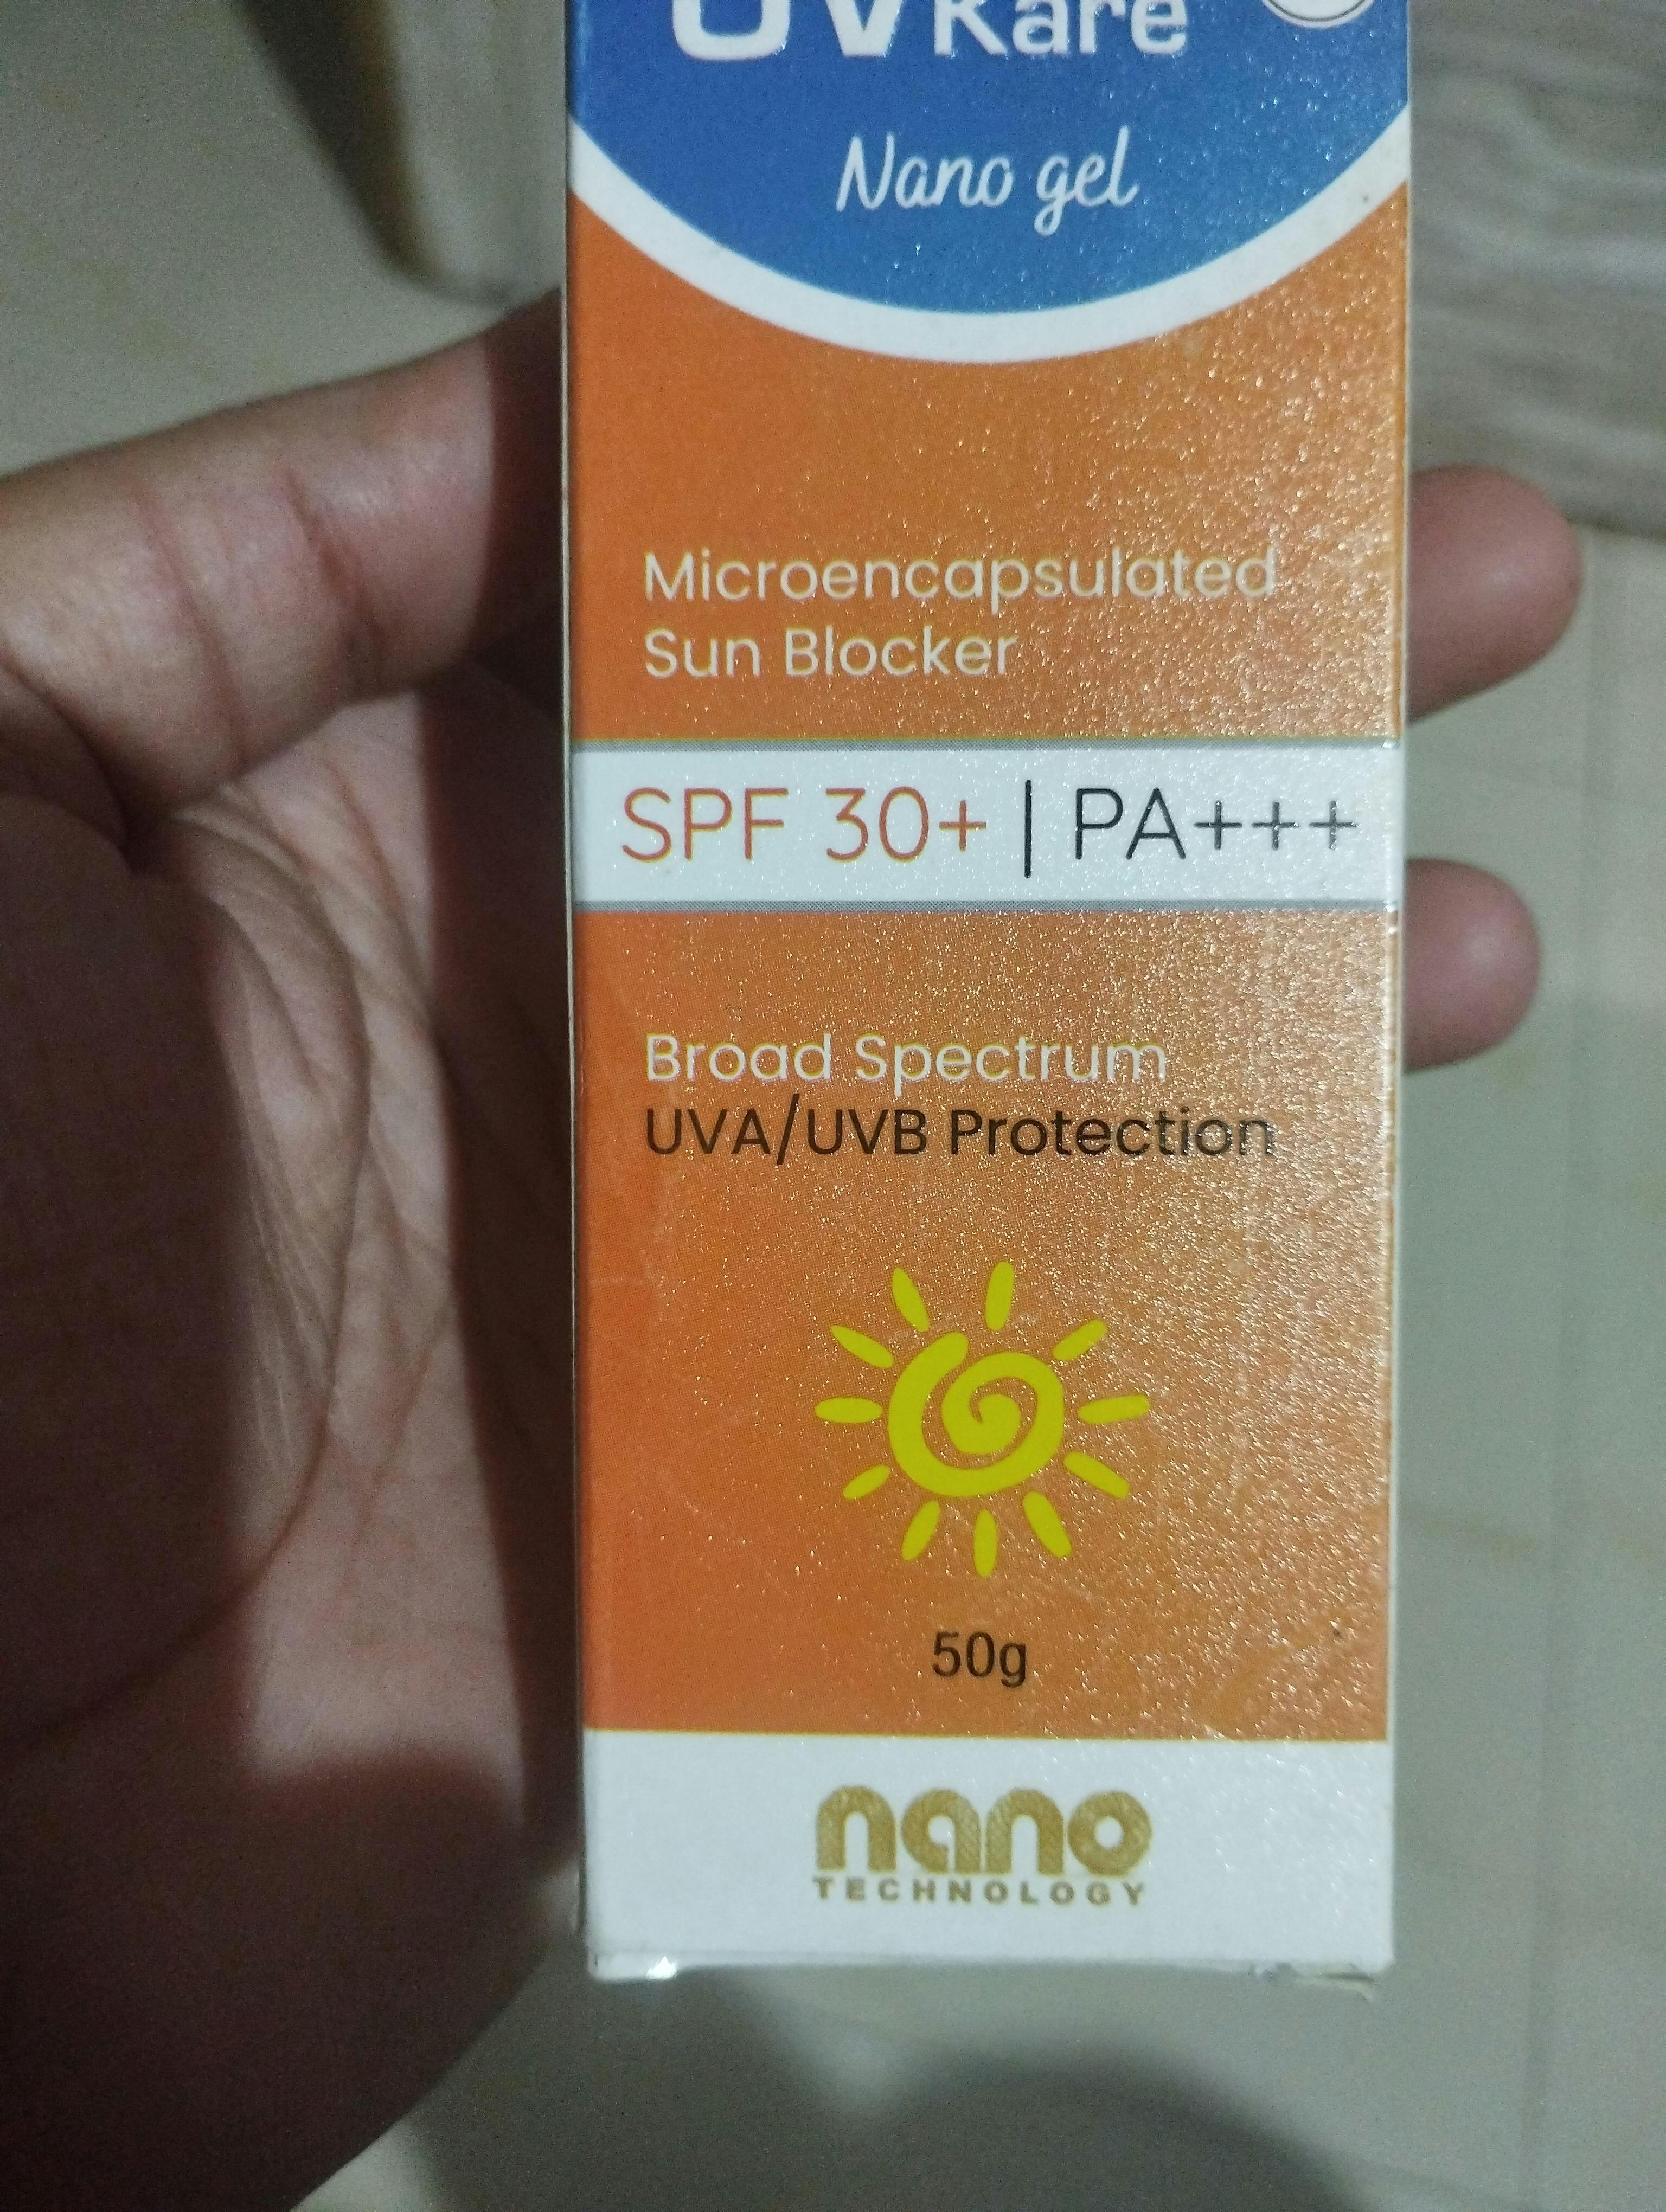 UV Kare
Nano gel
Microencapsulated
Sun Blocker
SPF 30+ | PA+++
Broad Spectrum
UVA/UVB Protection
50g
nano
TECHNOLOGY